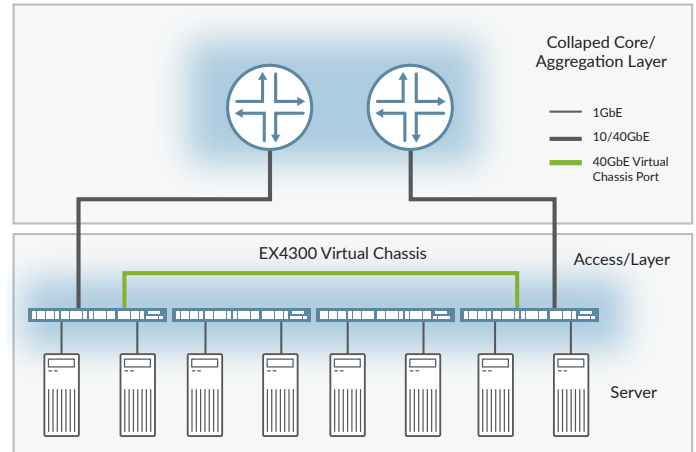 Collaped Core/
Aggregation Layer
1GbE
10/40GbE
40GbE Virtual
Chassis Port
EX4300 Virtual Chassis
Access/Layer
Server